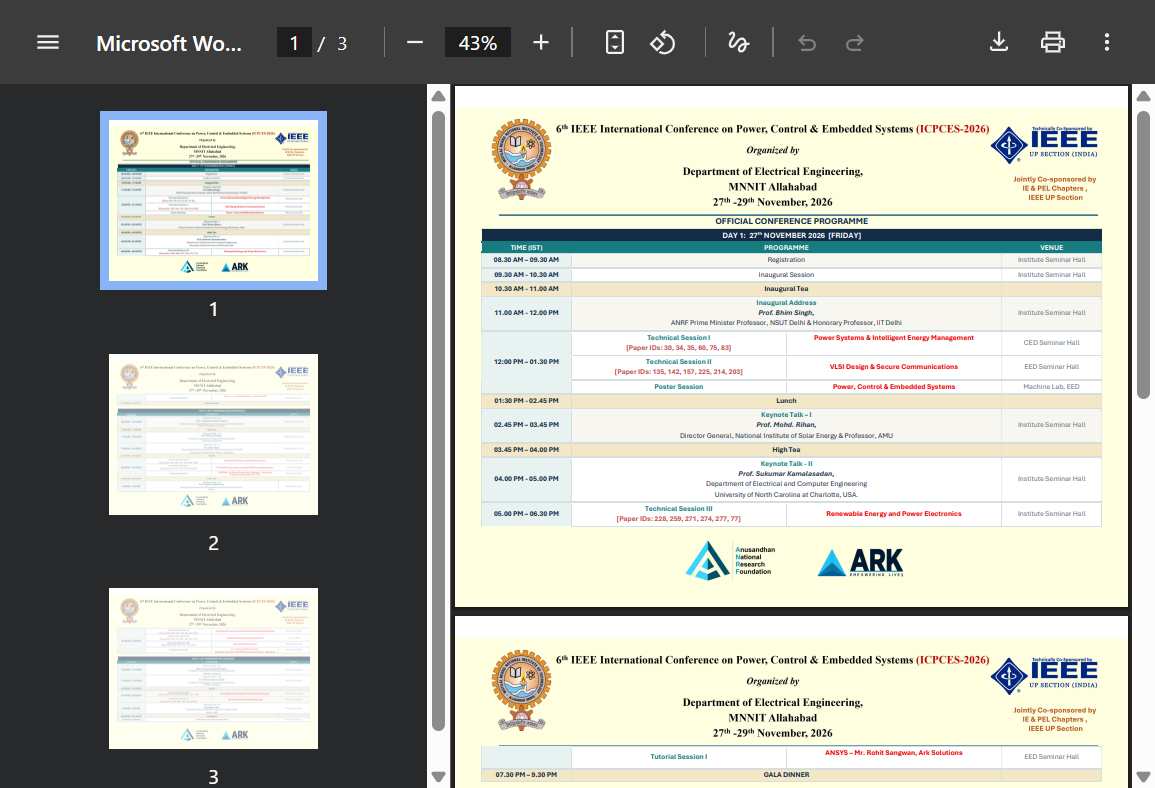 Microsoft Wo...
1 / 3
43%
1
2
3
6th IEEE International Conference on Power, Control & Embedded Systems (ICPCES-2026)
Organized by
Department of Electrical Engineering,
MNNIT Allahabad
27th -29th November, 2026
Technically Co-Sponsored by
IEEE
UP SECTION (INDIA)
Jointly Co-sponsored by
IE & PEL Chapters ,
IEEE UP Section
OFFICIAL CONFERENCE PROGRAMME
DAY 1: 27th NOVEMBER 2026 [FRIDAY]
TIME (IST) PROGRAMME VENUE
08.30 AM – 09.30 AM Registration Institute Seminar Hall
09.30 AM - 10.30 AM Inaugural Session Institute Seminar Hall
10.30 AM - 11.00 AM Inaugural Tea
11.00 AM - 12.00 PM Inaugural Address Institute Seminar Hall
Prof. Bhim Singh,
ANRF Prime Minister Professor, NSUT Delhi & Honorary Professor, IIT Delhi
12:00 PM – 01.30 PM
Technical Session I Power Systems & Intelligent Energy Management CED Seminar Hall
[Paper IDs: 30, 34, 35, 60, 75, 83]
Technical Session II VLSI Design & Secure Communications EED Seminar Hall
[Paper IDs: 135, 142, 157, 225, 214, 203]
Poster Session Power, Control & Embedded Systems Machine Lab, EED
01:30 PM - 02.45 PM Lunch
02.45 PM – 03.45 PM Keynote Talk – I Institute Seminar Hall
Prof. Mohd. Rihan,
Director General, National Institute of Solar Energy & Professor, AMU
03.45 PM – 04.00 PM High Tea
04.00 PM - 05.00 PM Keynote Talk - II Institute Seminar Hall
Prof. Sukumar Kamalasadan,
Department of Electrical and Computer Engineering
University of North Carolina at Charlotte, USA.
05.00 PM – 06.30 PM Technical Session III Renewable Energy and Power Electronics Institute Seminar Hall
[Paper IDs: 228, 259, 271, 274, 277, 77]
Anusandhan
National
Research
Foundation
ARK
EMPOWERING LIVES
6th IEEE International Conference on Power, Control & Embedded Systems (ICPCES-2026)
Organized by
Department of Electrical Engineering,
MNNIT Allahabad
27th -29th November, 2026
Technically Co-Sponsored by
IEEE
UP SECTION (INDIA)
Jointly Co-sponsored by
IE & PEL Chapters ,
IEEE UP Section
Tutorial Session I ANSYS – Mr. Rohit Sangwan, Ark Solutions EED Seminar Hall
07.30 PM – 9.30 PM GALA DINNER